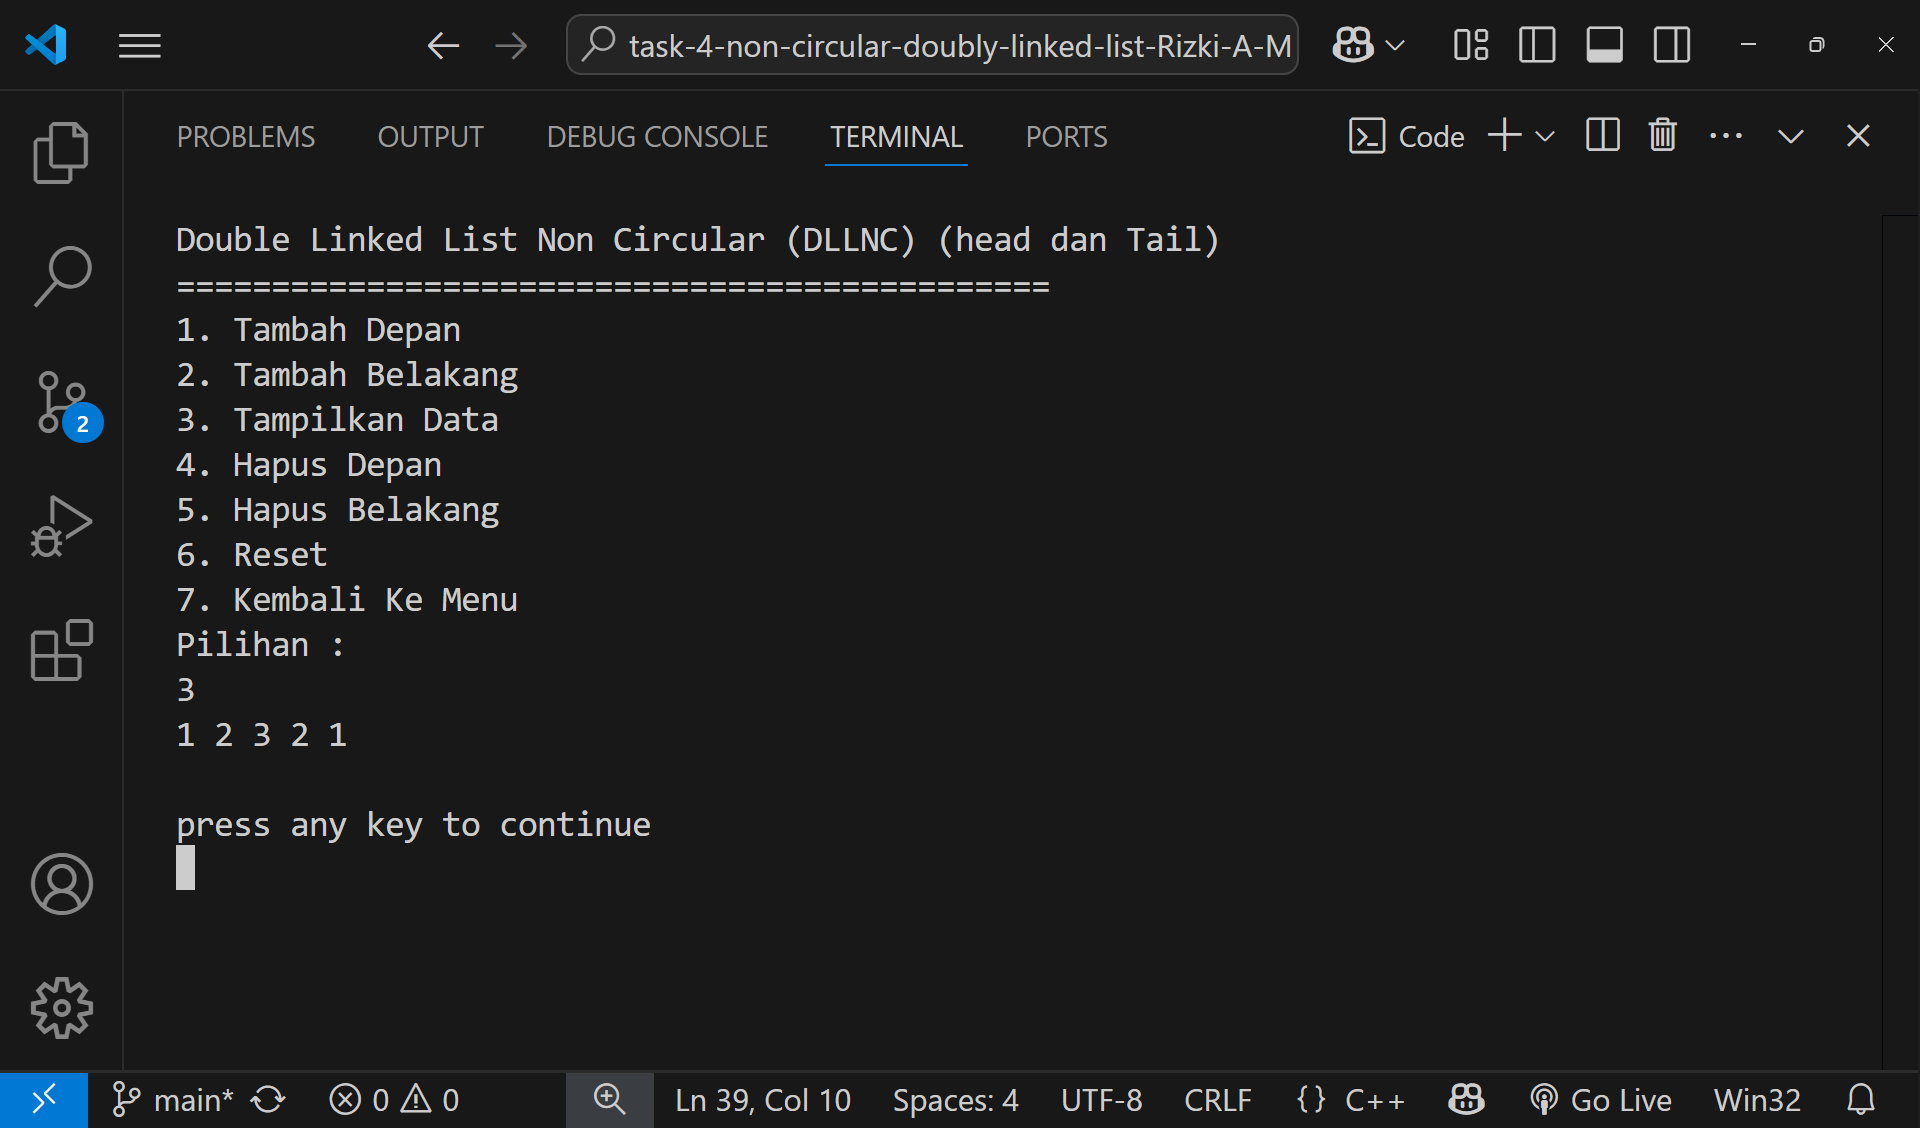 task-4-non-circular-doubly-linked-list-Rizki-A-M
PROBLEMS OUTPUT DEBUG CONSOLE TERMINAL PORTS Code
Double Linked List Non Circular (DLLNC) (head dan Tail)
==============================================
1. Tambah Depan
2. Tambah Belakang
3. Tampilkan Data
4. Hapus Depan
5. Hapus Belakang
6. Reset
7. Kembali Ke Menu
Pilihan :
3
1 2 3 2 1
press any key to continue
2
main* 0 0 Ln 39, Col 10 Spaces: 4 UTF-8 CRLF {} C++ Go Live Win32